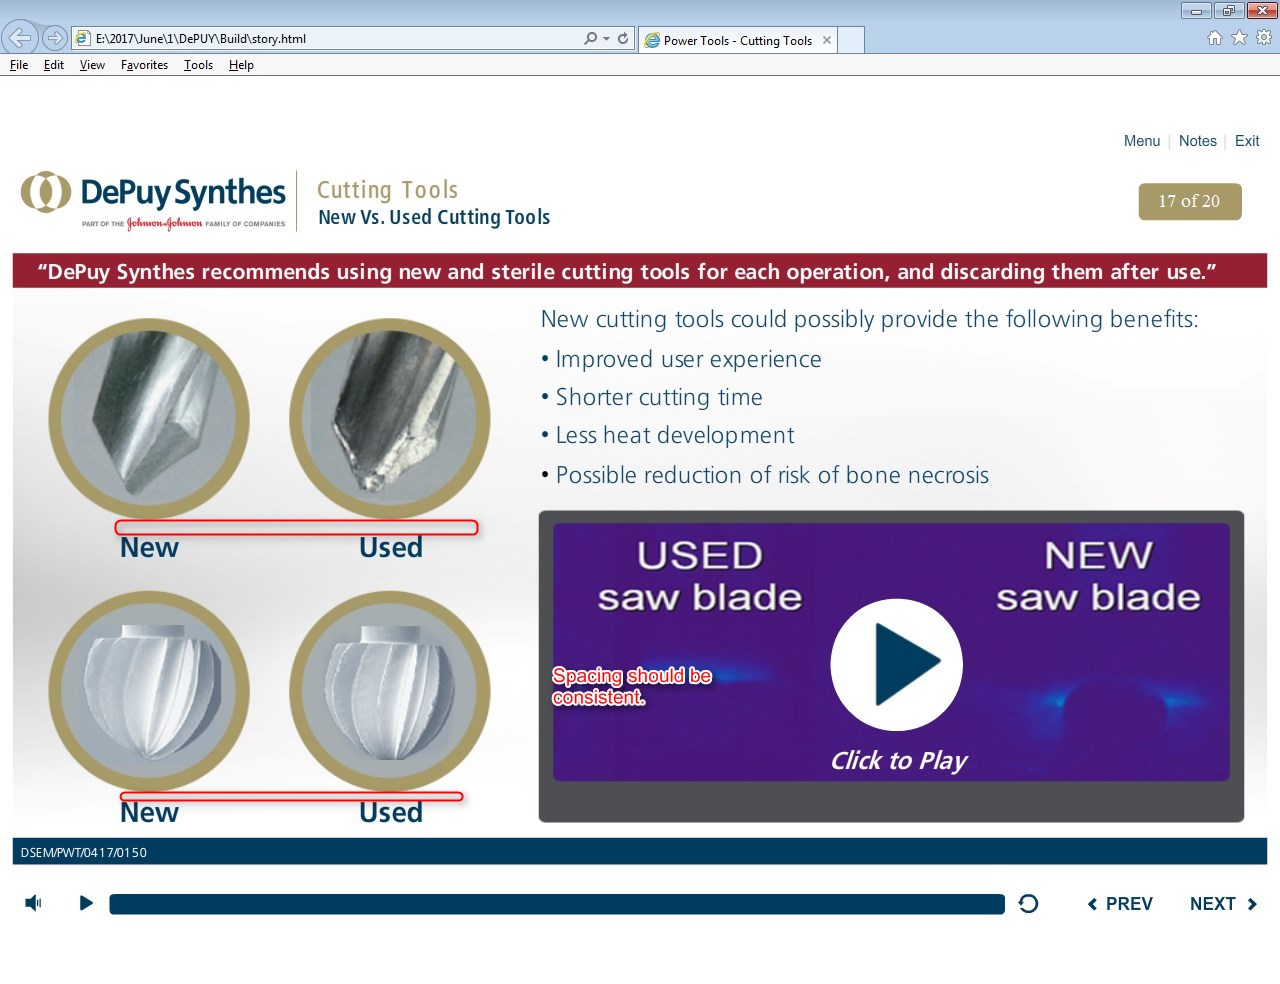 E:\2017\June\1\DePUY\Build\story.html
Power Tools - Cutting Tools
File Edit View Favorites Tools Help
Menu | Notes | Exit
DePuy Synthes
PART OF THE Johnson & Johnson FAMILY OF COMPANIES
Cutting Tools
New Vs. Used Cutting Tools
17 of 20
“DePuy Synthes recommends using new and sterile cutting tools for each operation, and discarding them after use.”
New Used
New Used
New cutting tools could possibly provide the following benefits:
• Improved user experience
• Shorter cutting time
• Less heat development
• Possible reduction of risk of bone necrosis
USED
saw blade
NEW
saw blade
Spacing should be
consistent.
Click to Play
DSEM/PWT/0417/0150
PREV NEXT